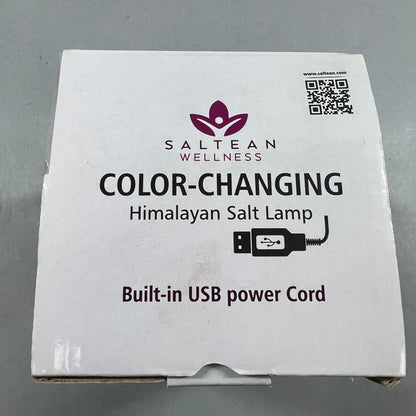 www.saltean.com
SALTEAN
WELLNESS
COLOR-CHANGING
Himalayan Salt Lamp
Built-in USB power Cord